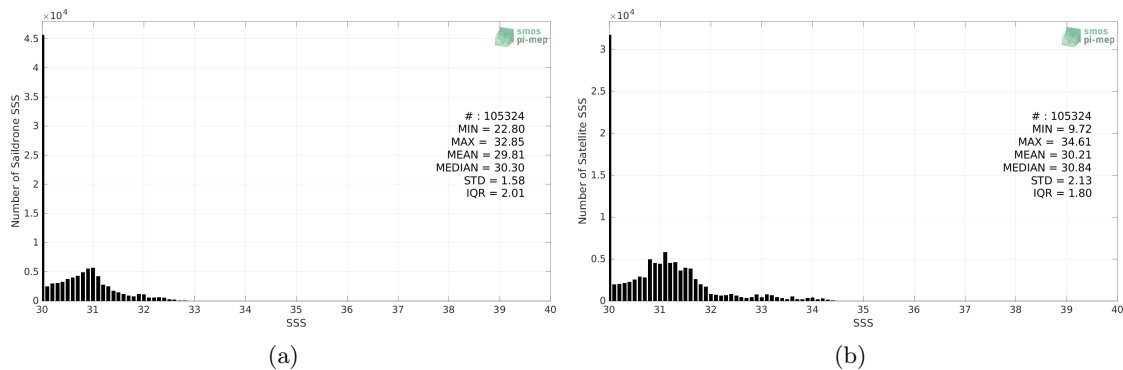 ×10⁴
smos
pi-mep
4.5
4
3.5
3
2.5
2
1.5
1
0.5
0
Number of Saildrone SSS
# : 105324
MIN = 22.80
MAX = 32.85
MEAN = 29.81
MEDIAN = 30.30
STD = 1.58
IQR = 2.01
30 31 32 33 34 35 36 37 38 39 40
SSS
(a)
×10⁴
smos
pi-mep
3
2.5
2
1.5
1
0.5
0
Number of Satellite SSS
# : 105324
MIN = 9.72
MAX = 34.61
MEAN = 30.21
MEDIAN = 30.84
STD = 2.13
IQR = 1.80
30 31 32 33 34 35 36 37 38 39 40
SSS
(b)